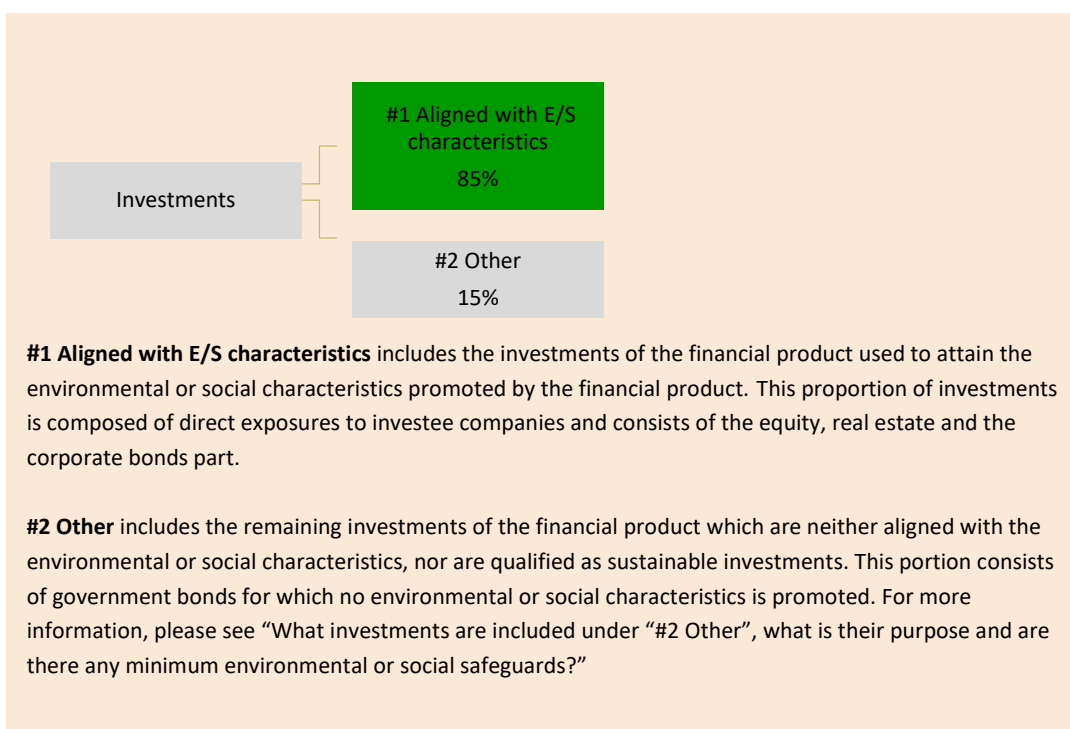 #1 Aligned with E/S
characteristics
85%
Investments
#2 Other
15%
#1 Aligned with E/S characteristics includes the investments of the financial product used to attain the
environmental or social characteristics promoted by the financial product. This proportion of investments
is composed of direct exposures to investee companies and consists of the equity, real estate and the
corporate bonds part.
#2 Other includes the remaining investments of the financial product which are neither aligned with the
environmental or social characteristics, nor are qualified as sustainable investments. This portion consists
of government bonds for which no environmental or social characteristics is promoted. For more
information, please see “What investments are included under “#2 Other”, what is their purpose and are
there any minimum environmental or social safeguards?”